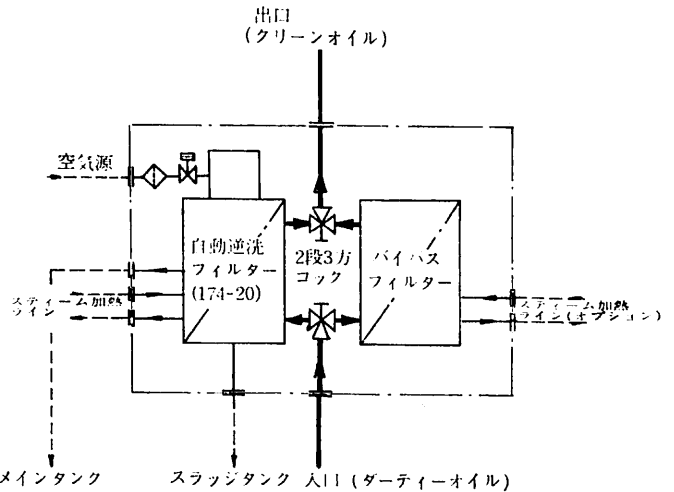 出口
(クリーンオイル)
空気源
自動逆洗
フィルター
(174-20)
2段3方
コック
バイパス
フィルター
スティーム加熱
ライン
スティーム加熱
ライン(オプション)
メインタンク
スラッジタンク
入口(ダーティーオイル)